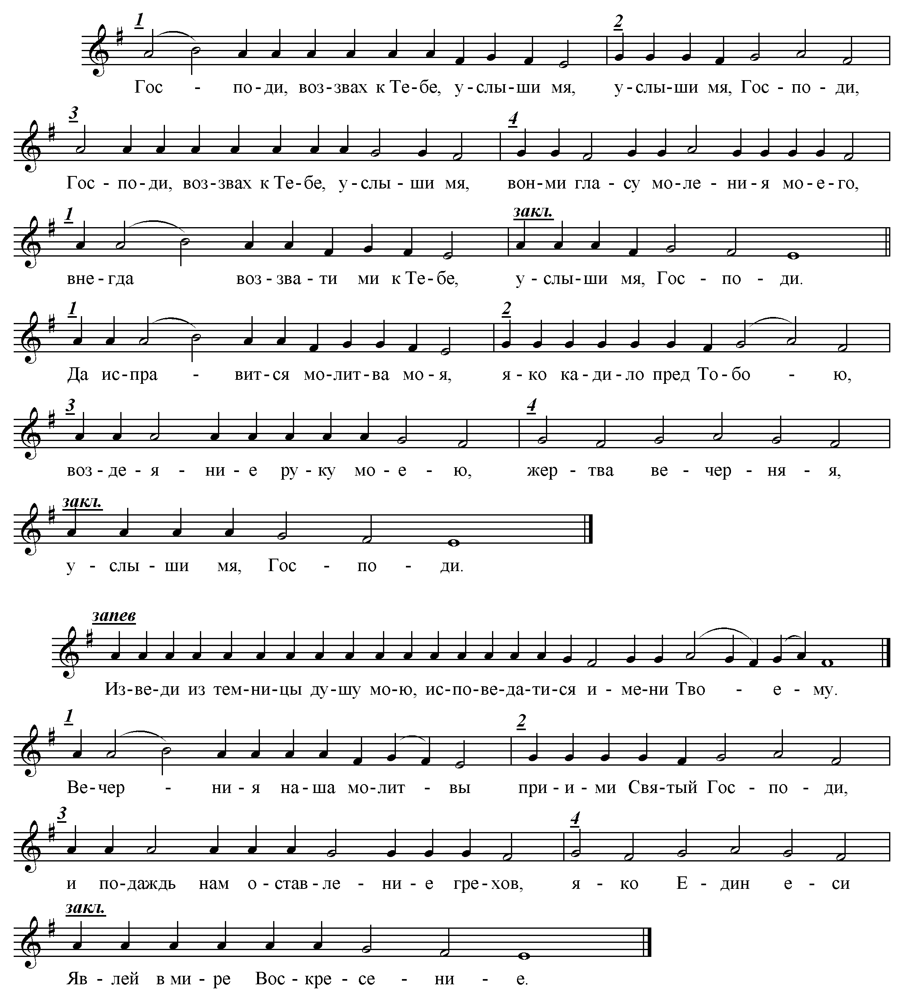 1 2
Гос - по - ди, воз - звах к Те - бе, у - слы - ши мя, у - слы - ши мя, Гос - по - ди,
3 4
Гос - по - ди, воз - звах к Те - бе, у - слы - ши мя, вон - ми гла - су мо - ле - ни - я мо - е - го,
1 закл.
вне - гда воз - зва - ти ми к Те - бе, у - слы - ши мя, Гос - по - ди.
1 2
Да ис - пра - вит - ся мо - лит - ва мо - я, я - ко ка - ди - ло пред То - бо - ю,
3 4
воз - де - я - ни - е ру - ку мо - е - ю, жер - тва ве - чер - ня - я,
закл.
у - слы - ши мя, Гос - по - ди.
запев
Из - ве - ди из тем - ни - цы ду - шу мо - ю, ис - по - ве - да - ти - ся и - ме - ни Тво - е - му.
1 2
Ве - чер - ни - я на - ша мо - лит - вы при - и - ми Свя - тый Гос - по - ди,
3 4
и по - даждь нам о - став - ле - ни - е гре - хов, я - ко Е - дин е - си
закл.
Яв - лей в ми - ре Вос - кре - се - ни - е.